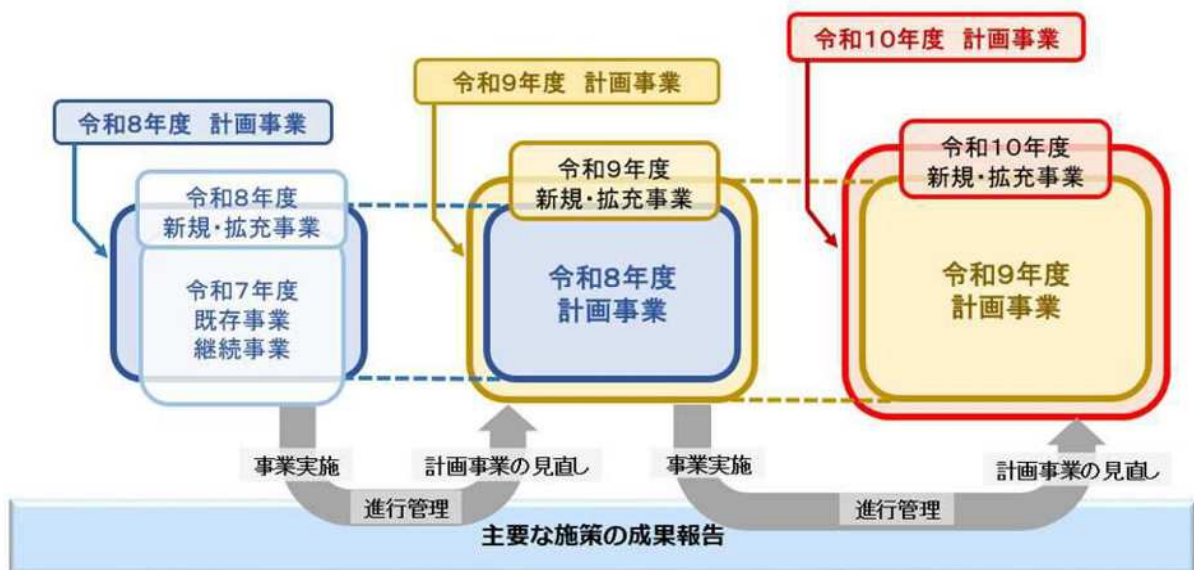 令和8年度 計画事業
令和8年度
新規・拡充事業
令和7年度
既存事業
継続事業
令和9年度 計画事業
令和9年度
新規・拡充事業
令和8年度
計画事業
令和10年度 計画事業
令和10年度
新規・拡充事業
令和9年度
計画事業
事業実施
進行管理
計画事業の見直し
事業実施
進行管理
計画事業の見直し
主要な施策の成果報告